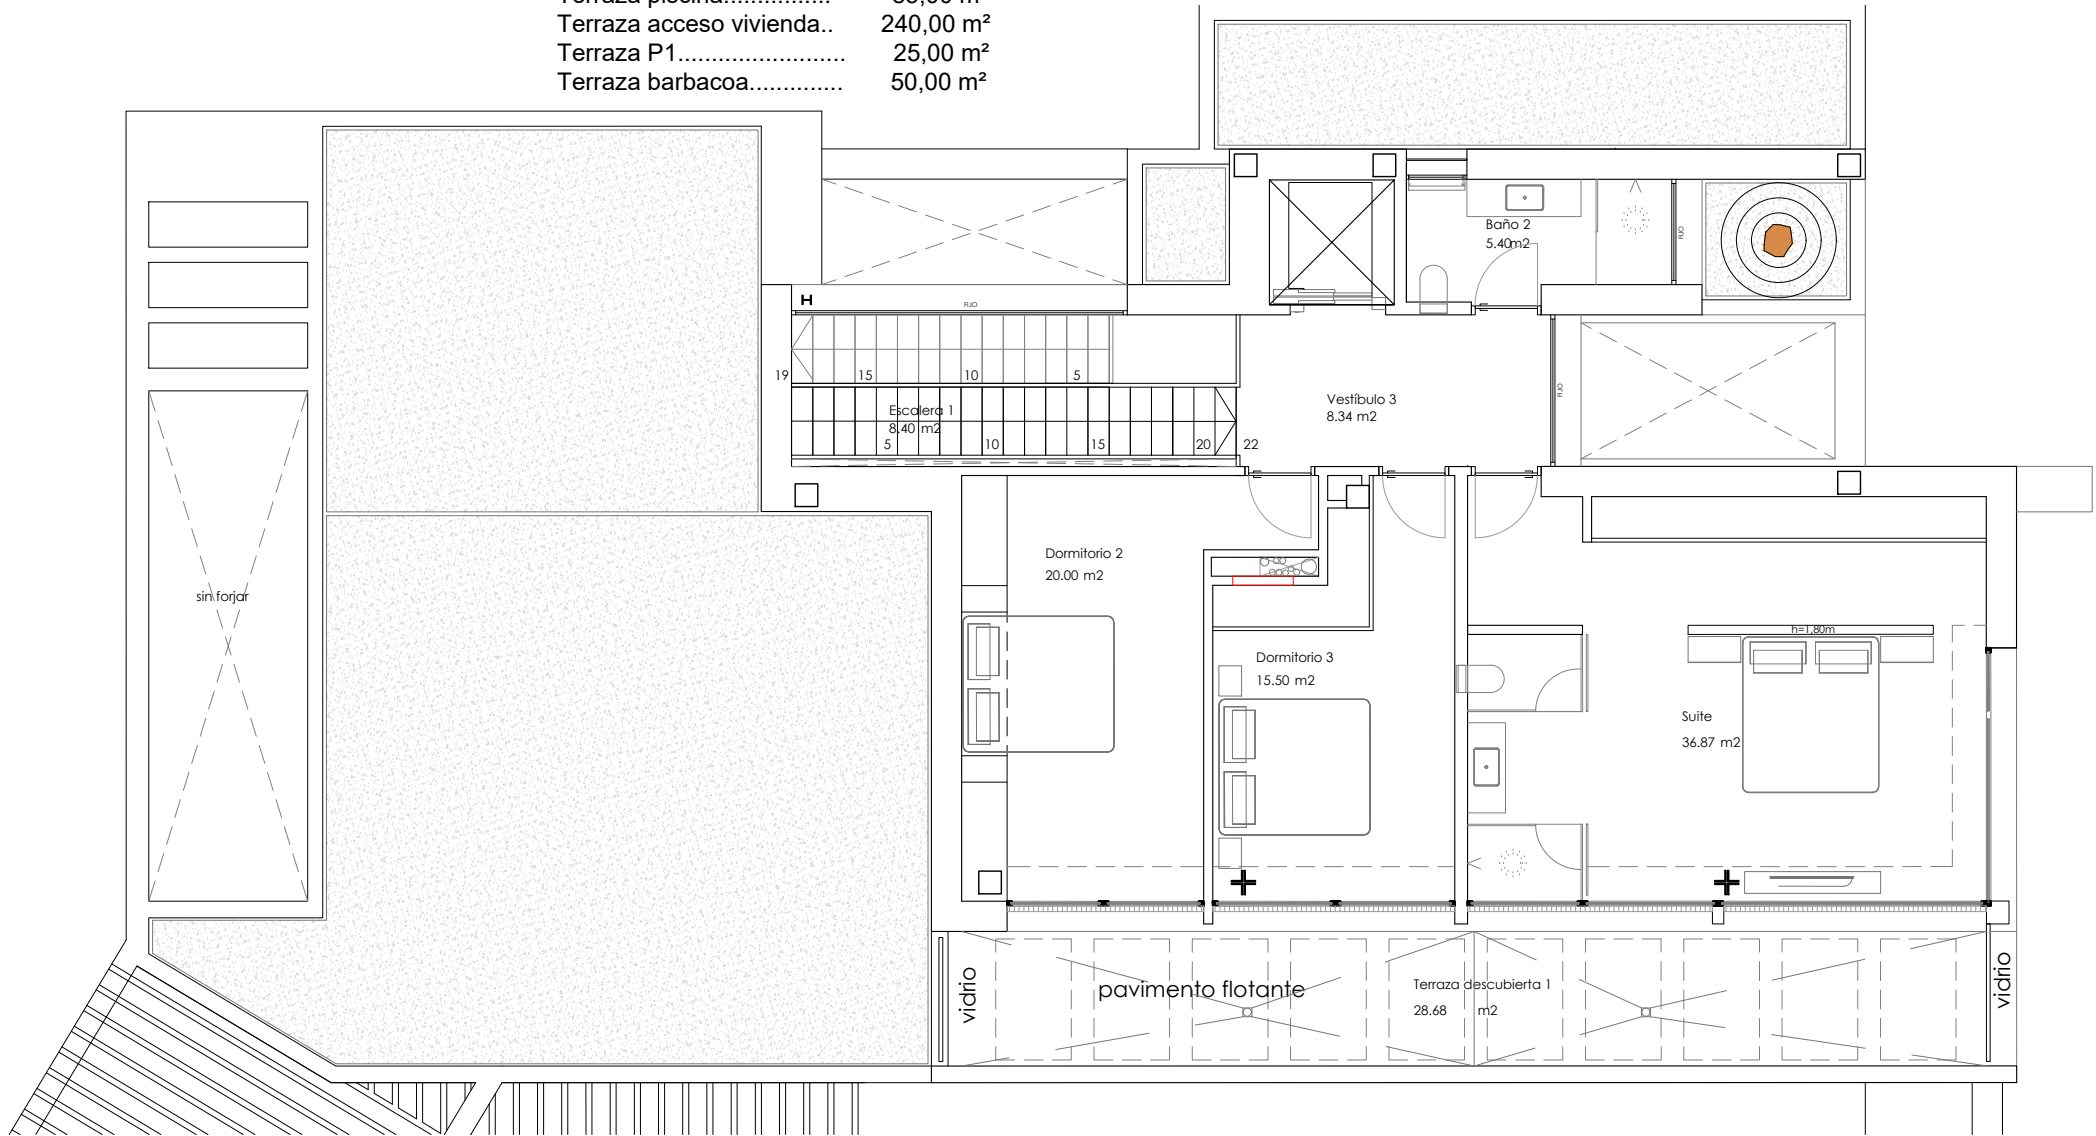 Terraza acceso vivienda.. 240,00 m²
Terraza P1......................... 25,00 m²
Terraza barbacoa.............. 50,00 m²
Baño 2
5.40m2
FIJO
H
FIJO
19 15 10 5
Escalera 1
8.40 m2
5 10 15 20 22
Vestíbulo 3
8.34 m2
FIJO
Dormitorio 2
20.00 m2
sin forjar
h=1,80m
Dormitorio 3
15.50 m2
Suite
36.87 m2
vidrio
pavimento flotante
Terraza descubierta 1
28.68 m2
vidrio